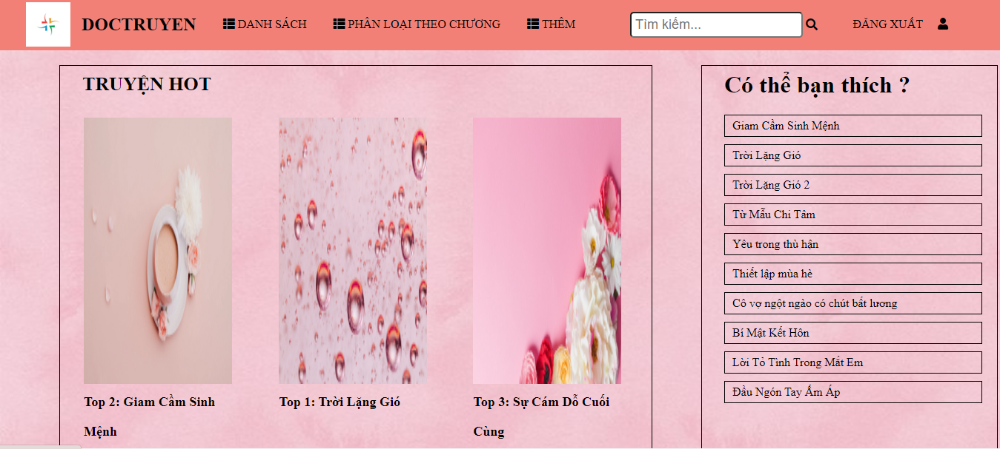 DOCTRUYEN DANH SÁCH PHÂN LOẠI THEO CHƯƠNG THÊM Tìm kiếm... ĐĂNG XUẤT
TRUYỆN HOT
Top 2: Giam Cầm Sinh
Mệnh
Top 1: Trời Lặng Gió
Top 3: Sự Cám Dỗ Cuối
Cùng
Có thể bạn thích ?
Giam Cầm Sinh Mệnh
Trời Lặng Gió
Trời Lặng Gió 2
Từ Mẫu Chi Tâm
Yêu trong thù hận
Thiết lập mùa hè
Cô vợ ngột ngào có chút bất lương
Bí Mật Kết Hôn
Lời Tỏ Tình Trong Mắt Em
Đầu Ngón Tay Ấm Áp